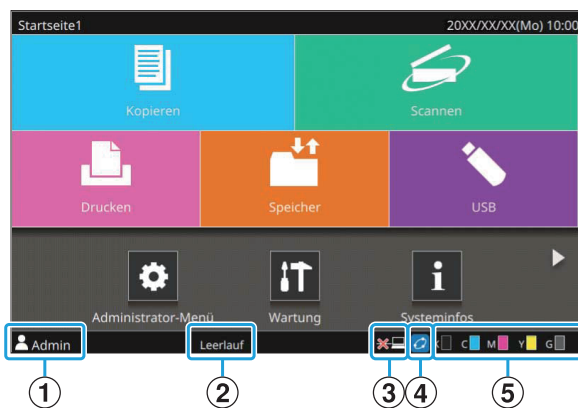 Startseite1 20XX/XX/XX(Mo) 10:00
Kopieren Scannen
Drucken Speicher USB
Administrator-Menü Wartung Systeminfos
Admin Leerlauf K C M Y G
1 2 3 4 5